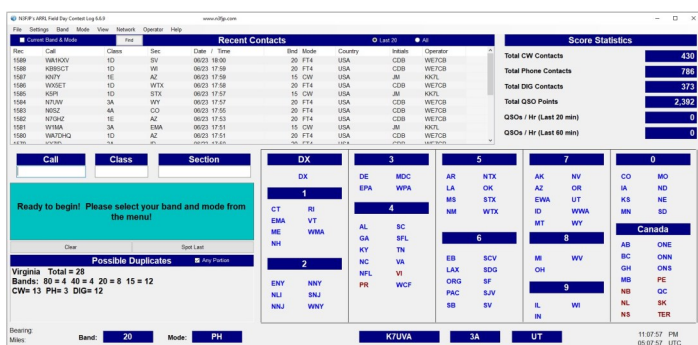 N3FJP's ARRL Field Day Contest Log 6.6.9 www.n3fjp.com
File Settings Band Mode View Network Operator Help
Current Band & Mode Find Recent Contacts Last 20 All Score Statistics
Rec Call Class Sec Date / Time Bnd Mode Country Initials Operator
1589 WA1KXV 1D SV 06/23 18:00 20 FT4 USA CDB WE7CB
1588 KB9SCT 1D WI 06/23 17:59 20 FT4 USA CDB WE7CB
1587 KN7Y 1E AZ 06/23 17:59 15 CW USA JM KK7L
1586 WX5ET 1D WTX 06/23 17:58 20 FT4 USA CDB WE7CB
1585 K5PI 1D STX 06/23 17:57 15 CW USA JM KK7L
1584 N7UW 3A WY 06/23 17:57 20 FT4 USA CDB WE7CB
1583 N0SZ 4A CO 06/23 17:55 20 FT4 USA CDB WE7CB
1582 N7GHZ 1E AZ 06/23 17:53 20 FT4 USA CDB WE7CB
1581 W1MA 3A EMA 06/23 17:51 15 CW USA JM KK7L
1580 WA7DHQ 1D AZ 06/23 17:51 20 FT4 USA CDB WE7CB
Total CW Contacts 430
Total Phone Contacts 786
Total DIG Contacts 373
Total QSO Points 2,392
QSOs / Hr (Last 20 min) 0
QSOs / Hr (Last 60 min) 0
Call Class Section
Ready to begin! Please select your band and mode from
the menu!
Clear Spot Last
Possible Duplicates Any Portion
Virginia Total = 28
Bands: 80 = 4 40 = 4 20 = 8 15 = 12
CW= 13 PH= 3 DIG= 12
DX
DX
1
CT RI
EMA VT
ME WMA
NH
2
ENY NNY
NLI SNJ
NNJ WNY
3
DE MDC
EPA WPA
4
AL SC
GA SFL
KY TN
NC VA
NFL VI
PR WCF
5
AR NTX
LA OK
MS STX
NM WTX
6
EB SCV
LAX SDG
ORG SF
PAC SJV
SB SV
7
AK NV
AZ OR
EWA UT
ID WWA
MT WY
8
MI WV
OH
9
IL WI
IN
0
CO MO
IA ND
KS NE
MN SD
Canada
AB ONE
BC ONN
GH ONS
MB PE
NB QC
NL SK
NS TER
Bearing:
Miles: Band: 20 Mode: PH K7UVA 3A UT
11:07:57 PM
05:07:57 UTC